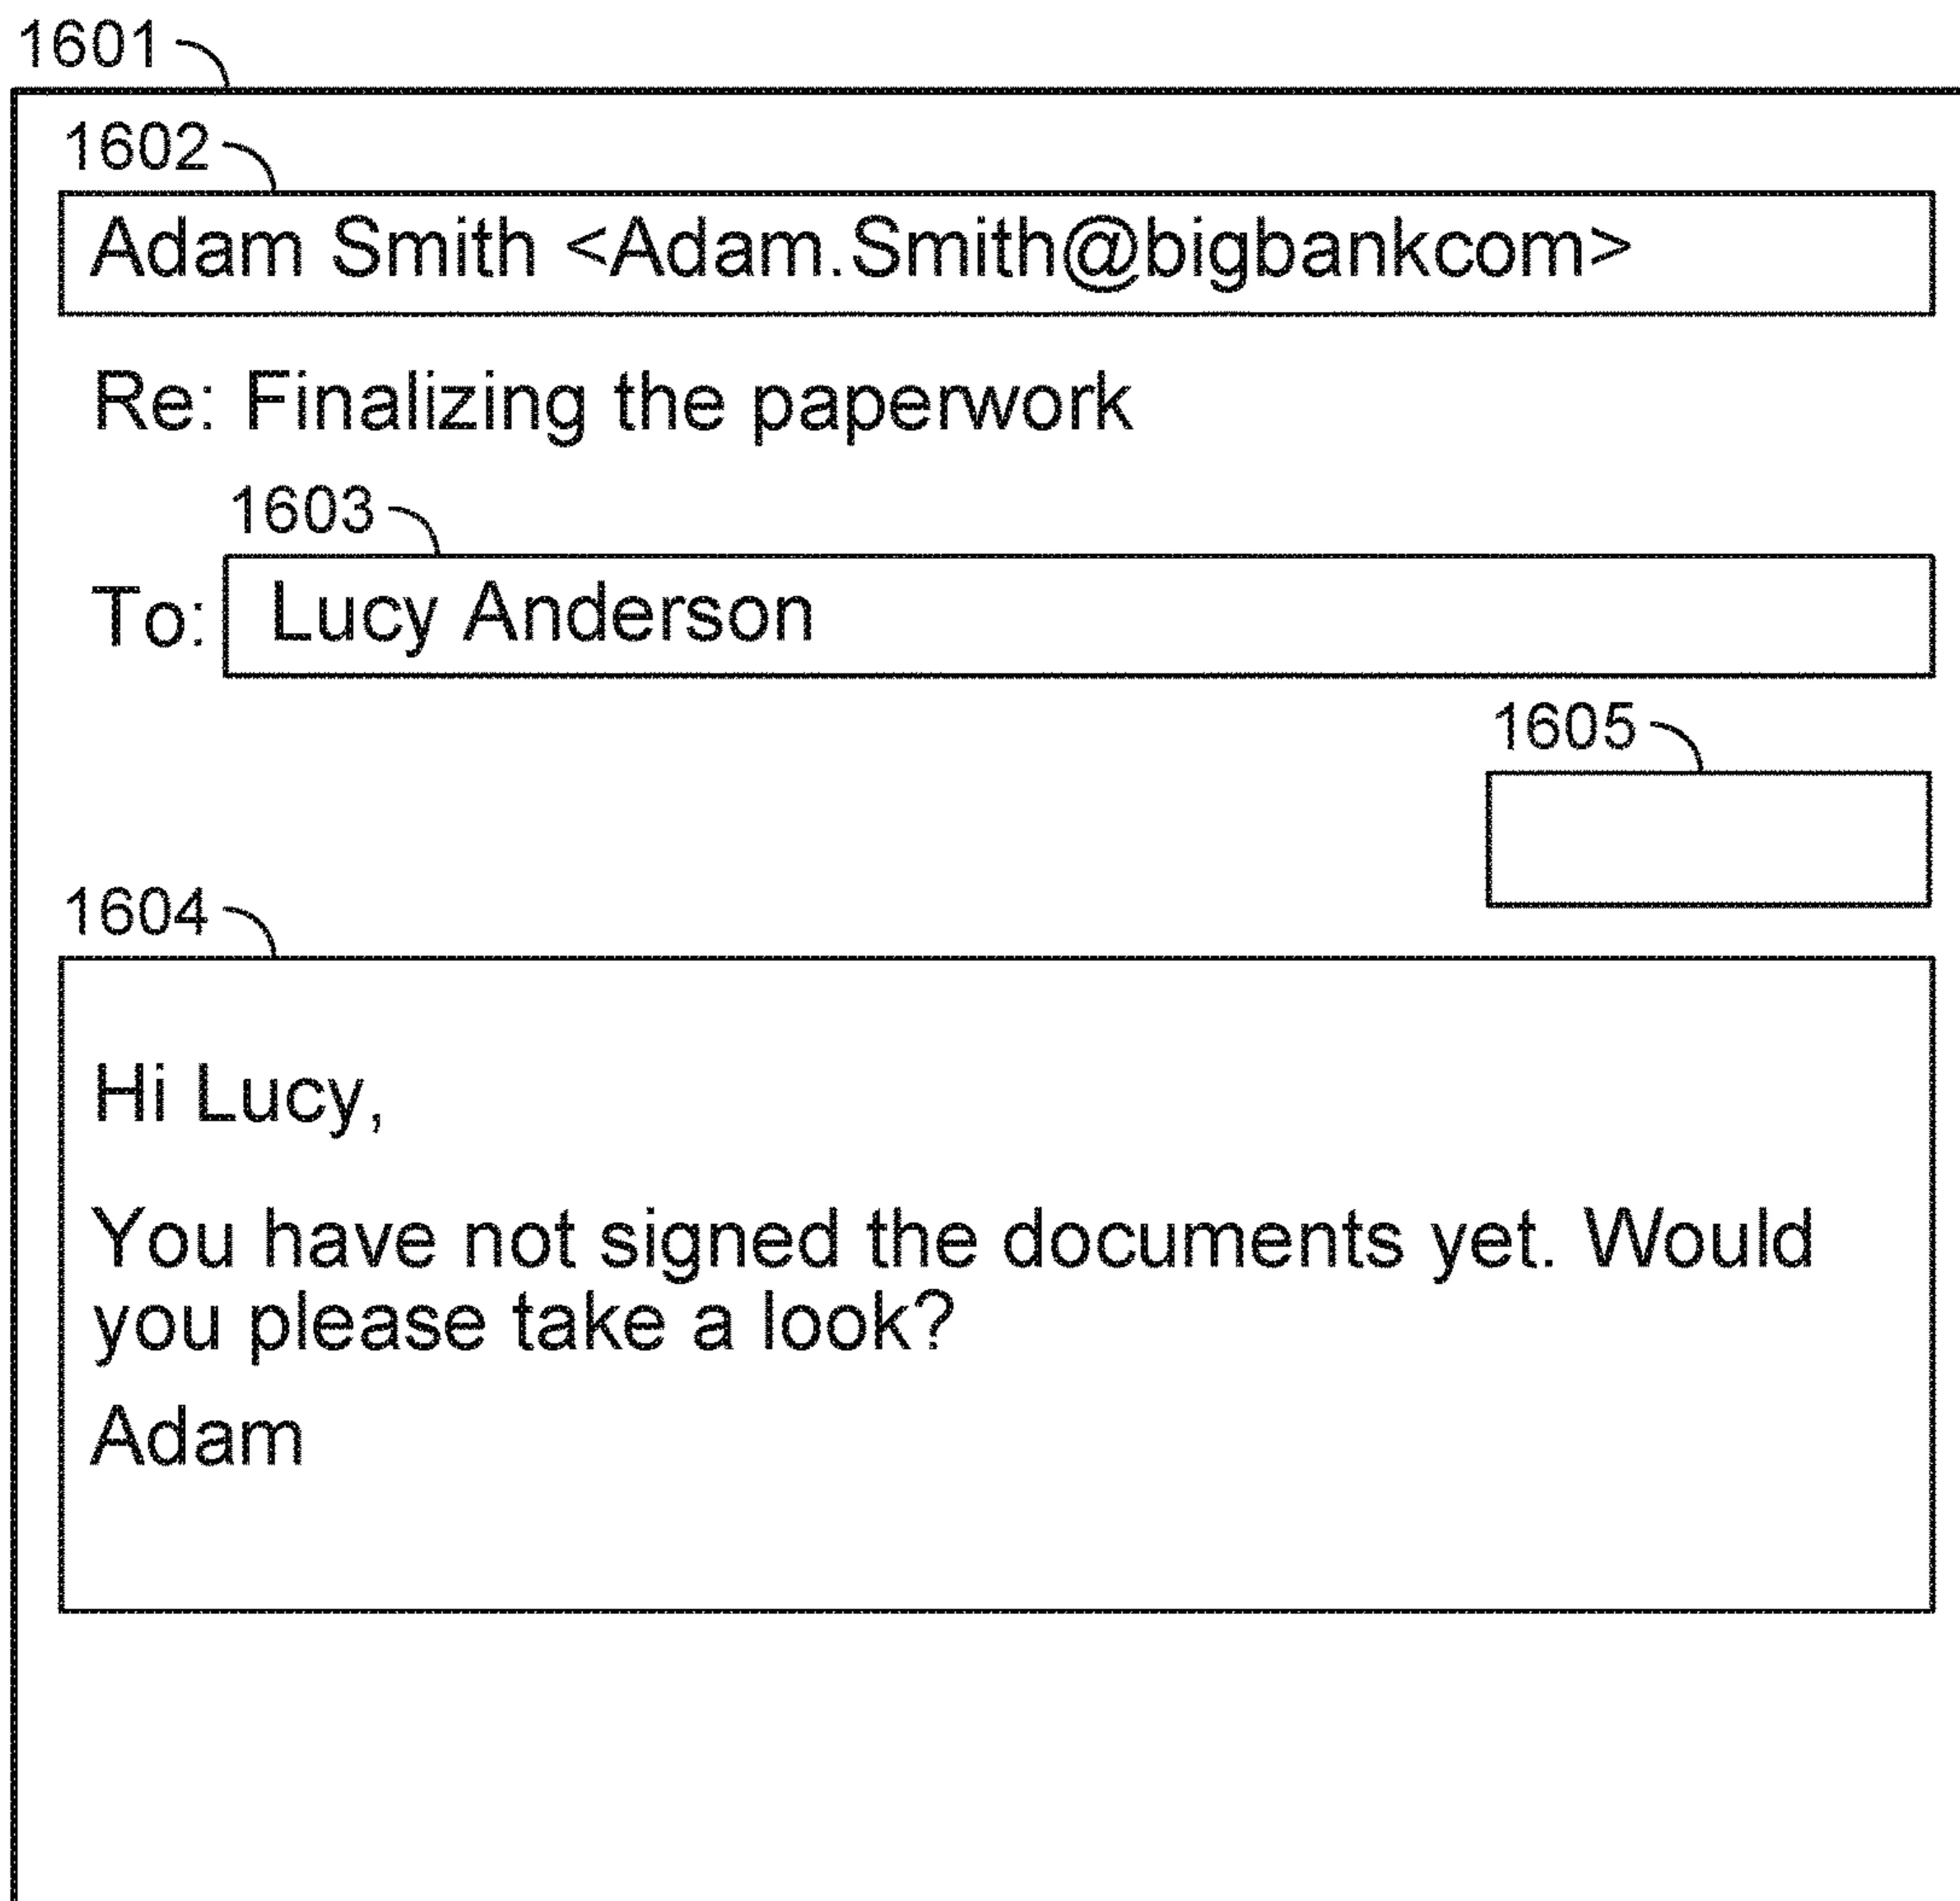 1601
1602
Adam Smith <Adam.Smith@bigbankcom>
Re: Finalizing the paperwork
1603
To: Lucy Anderson
1605
1604
Hi Lucy,
You have not signed the documents yet. Would
you please take a look?
Adam